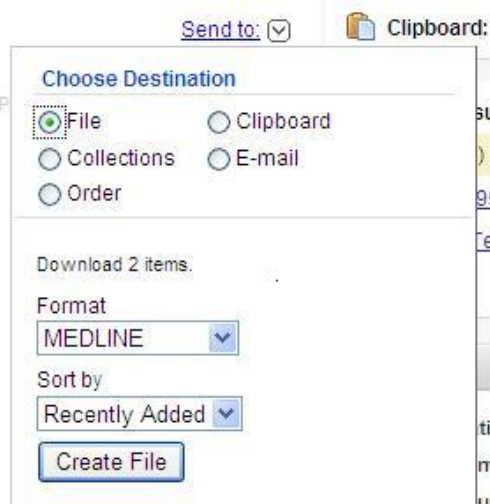 Send to:
Clipboard:
Choose Destination
File
Clipboard
Collections
E-mail
Order
Download 2 items.
Format
MEDLINE
Sort by
Recently Added
Create File